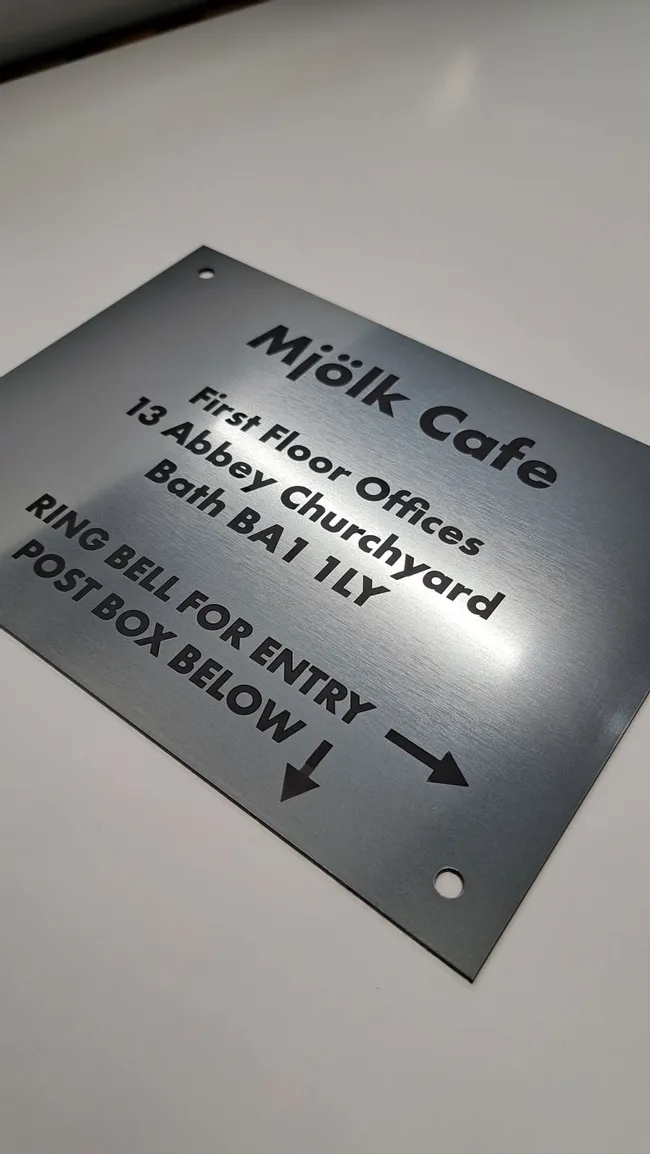 Mjölk Cafe
First Floor Offices
13 Abbey Churchyard
Bath BA1 1LY
RING BELL FOR ENTRY →
POST BOX BELOW ↓